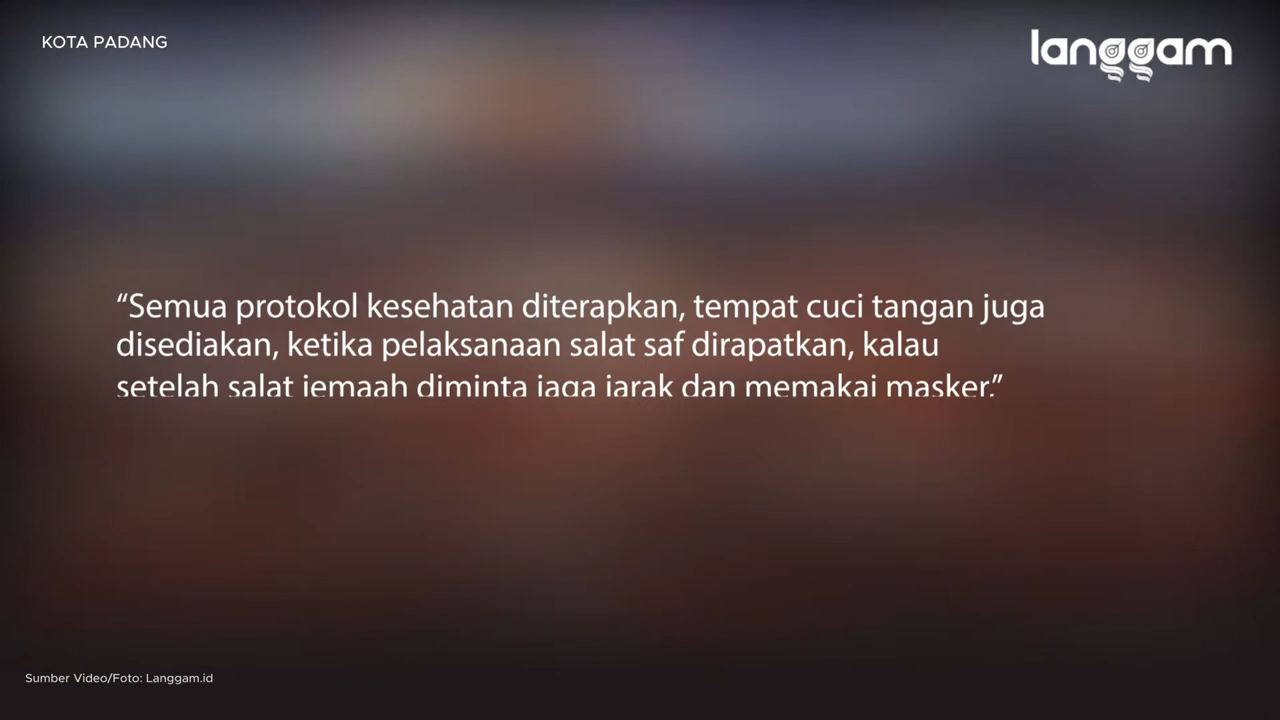 KOTA PADANG
langgam
“Semua protokol kesehatan diterapkan, tempat cuci tangan juga
disediakan, ketika pelaksanaan salat saf dirapatkan, kalau
setelah salat jemaah diminta jaga jarak dan memakai masker.”
Sumber Video/Foto: Langgam.id